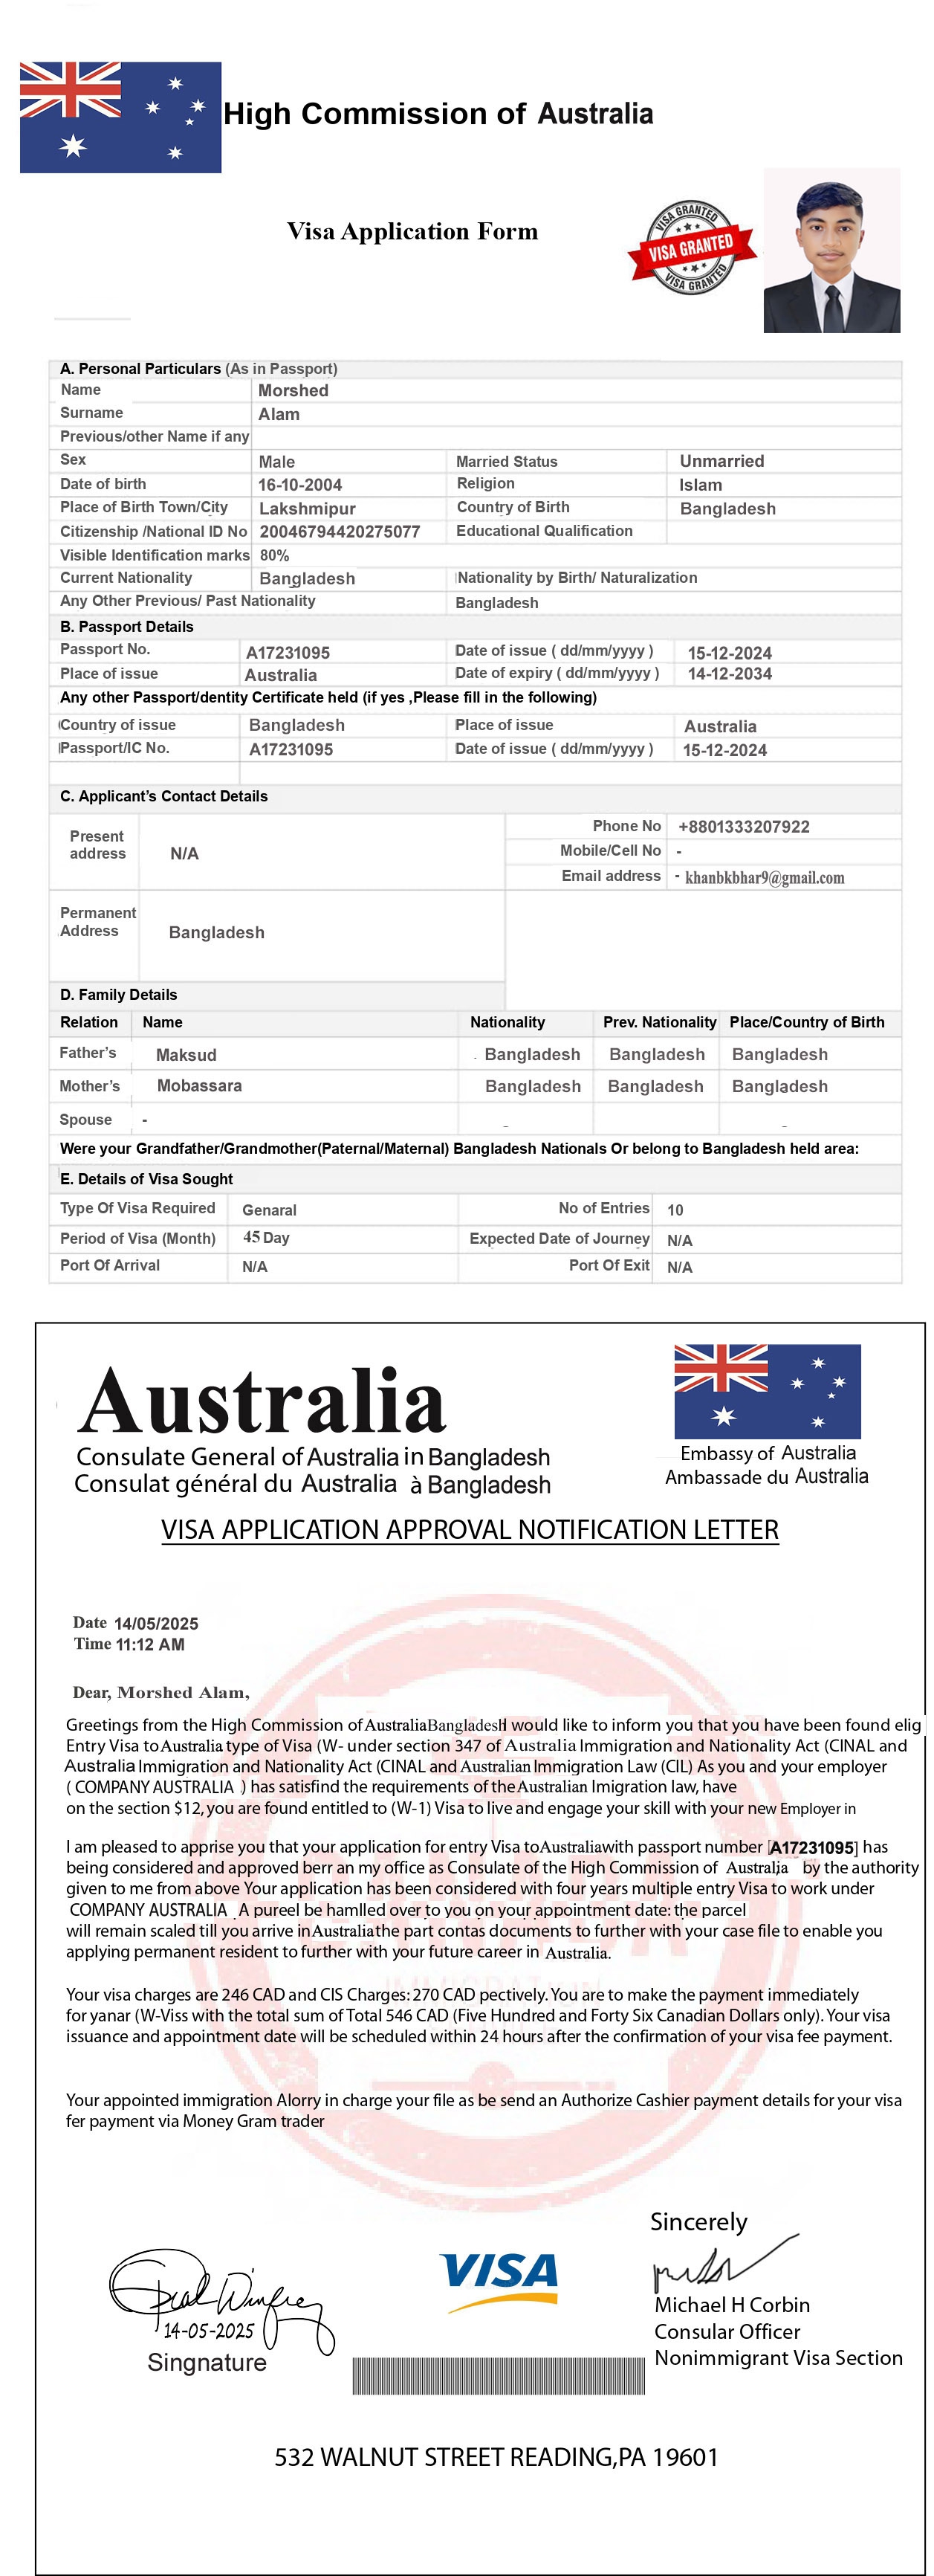 High Commission of Australia
Visa Application Form
VISA GRANTED
VISA GRANTED
VISA GRANTED
A. Personal Particulars (As in Passport)
Name Morshed
Surname Alam
Previous/other Name if any
Sex Male Married Status Unmarried
Date of birth 16-10-2004 Religion Islam
Place of Birth Town/City Lakshmipur Country of Birth Bangladesh
Citizenship /National ID No 20046794420275077 Educational Qualification
Visible Identification marks 80%
Current Nationality Bangladesh Nationality by Birth/ Naturalization
Any Other Previous/ Past Nationality Bangladesh
B. Passport Details
Passport No. A17231095 Date of issue ( dd/mm/yyyy ) 15-12-2024
Place of issue Australia Date of expiry ( dd/mm/yyyy ) 14-12-2034
Any other Passport/dentity Certificate held (if yes ,Please fill in the following)
Country of issue Bangladesh Place of issue Australia
Passport/IC No. A17231095 Date of issue ( dd/mm/yyyy ) 15-12-2024
C. Applicant's Contact Details
Present address N/A
Phone No +8801333207922
Mobile/Cell No -
Email address - khanbkbhar9@gmail.com
Permanent Address Bangladesh
D. Family Details
Relation Name Nationality Prev. Nationality Place/Country of Birth
Father's Maksud Bangladesh Bangladesh Bangladesh
Mother's Mobassara Bangladesh Bangladesh Bangladesh
Spouse - - -
Were your Grandfather/Grandmother(Paternal/Maternal) Bangladesh Nationals Or belong to Bangladesh held area:
E. Details of Visa Sought
Type Of Visa Required Genaral No of Entries 10
Period of Visa (Month) 45 Day Expected Date of Journey N/A
Port Of Arrival N/A Port Of Exit N/A
Australia
Consulate General of Australia in Bangladesh
Consulat général du Australia à Bangladesh
Embassy of Australia
Ambassade du Australia
VISA APPLICATION APPROVAL NOTIFICATION LETTER
Date 14/05/2025
Time 11:12 AM
Dear, Morshed Alam,
Greetings from the High Commission of Australia Bangladesh would like to inform you that you have been found elig
Entry Visa to Australia type of Visa (W- under section 347 of Australia Immigration and Nationality Act (CINAL and
Australia Immigration and Nationality Act (CINAL and Australian Immigration Law (CIL) As you and your employer
( COMPANY AUSTRALIA ) has satisfind the requirements of the Australian Imigration law, have
on the section $12, you are found entitled to (W-1) Visa to live and engage your skill with your new Employer in
I am pleased to apprise you that your application for entry Visa to Australia with passport number [A17231095] has
being considered and approved berr an my office as Consulate of the High Commission of Australia by the authority
given to me from above Your application has been considered with four years multiple entry Visa to work under
COMPANY AUSTRALIA A pureel be hamlled over to you on your appointment date: the parcel
will remain scaled till you arrive in Australia the part contas documents to further with your case file to enable you
applying permanent resident to further with your future career in Australia.
Your visa charges are 246 CAD and CIS Charges: 270 CAD pectively. You are to make the payment immediately
for yanar (W-Viss with the total sum of Total 546 CAD (Five Hundred and Forty Six Canadian Dollars only). Your visa
issuance and appointment date will be scheduled within 24 hours after the confirmation of your visa fee payment.
Your appointed immigration Alorry in charge your file as be send an Authorize Cashier payment details for your visa
fer payment via Money Gram trader
Sincerely
14-05-2025
Singnature
VISA
Michael H Corbin
Consular Officer
Nonimmigrant Visa Section
532 WALNUT STREET READING,PA 19601